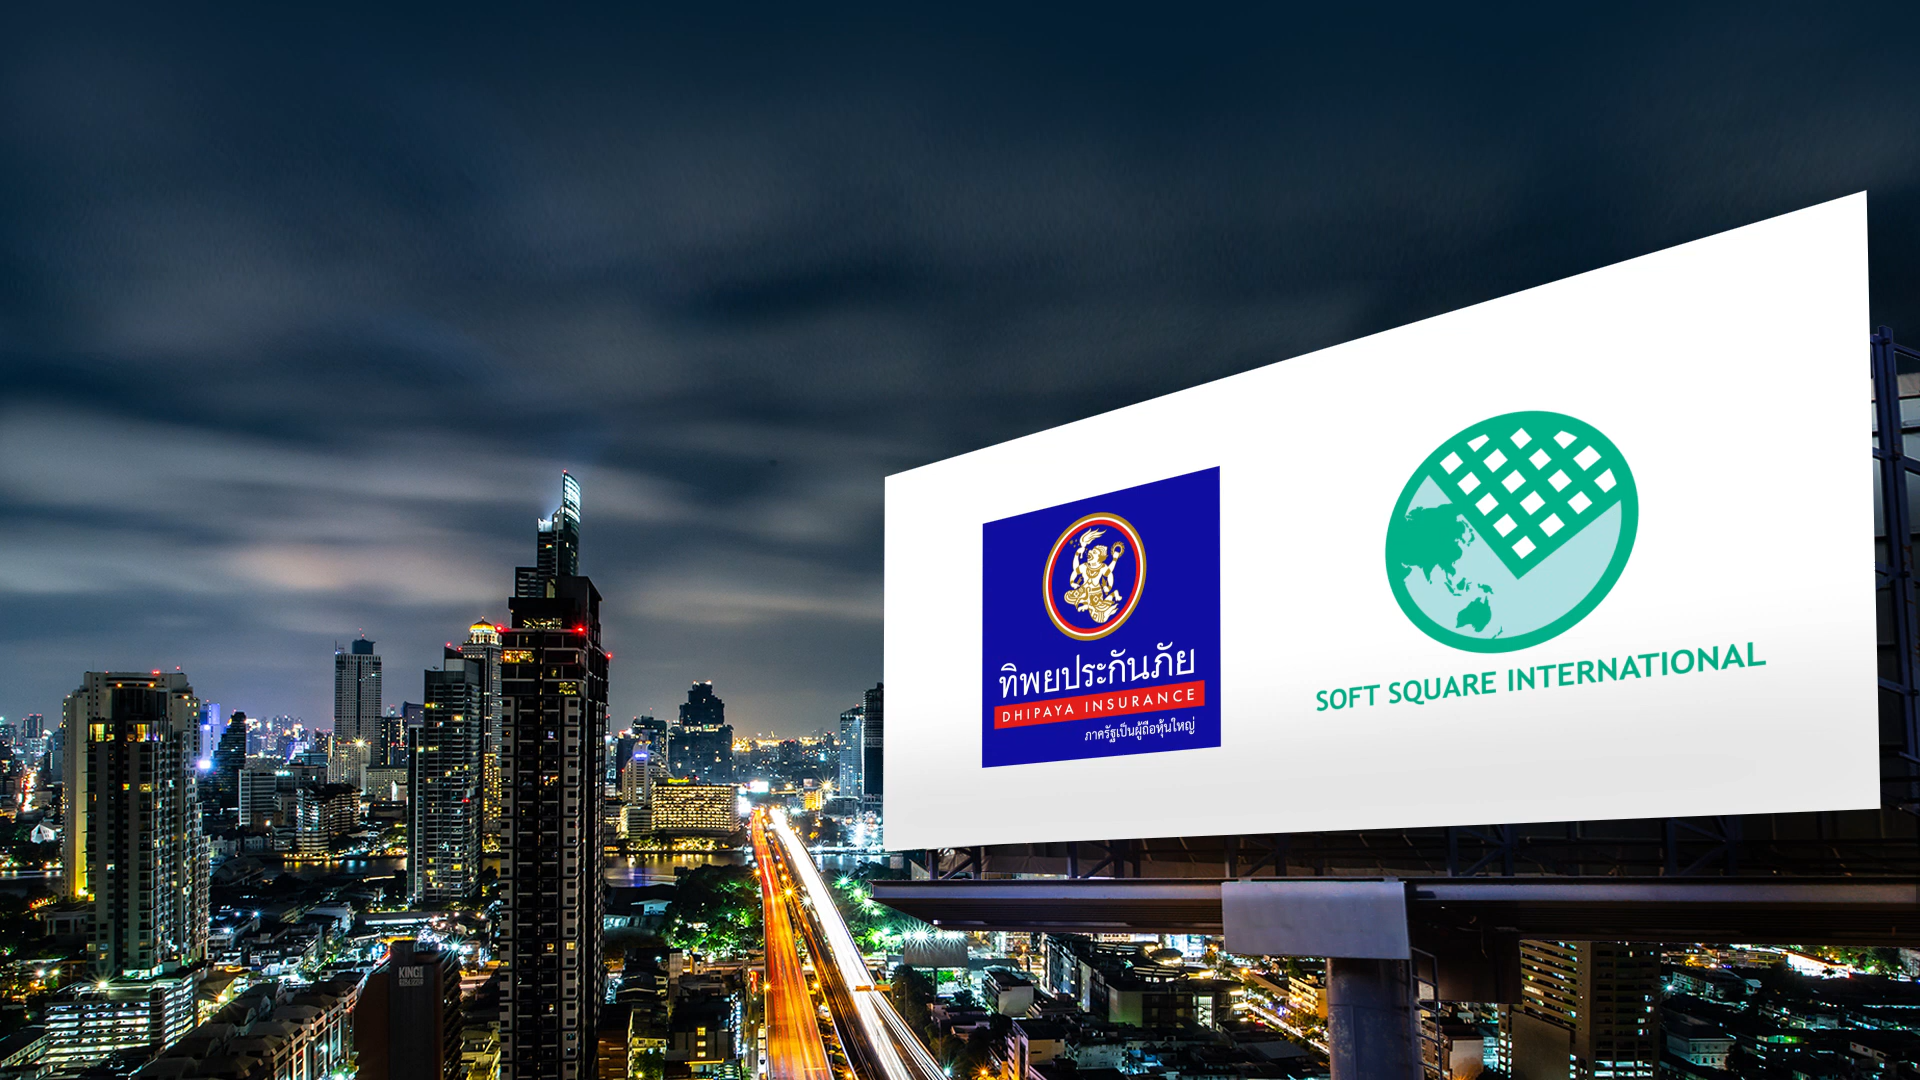 ทิพยประกันภัย
DHIPAYA INSURANCE
ภาครัฐเป็นผู้ถือหุ้นใหญ่
SOFT SQUARE INTERNATIONAL
KING